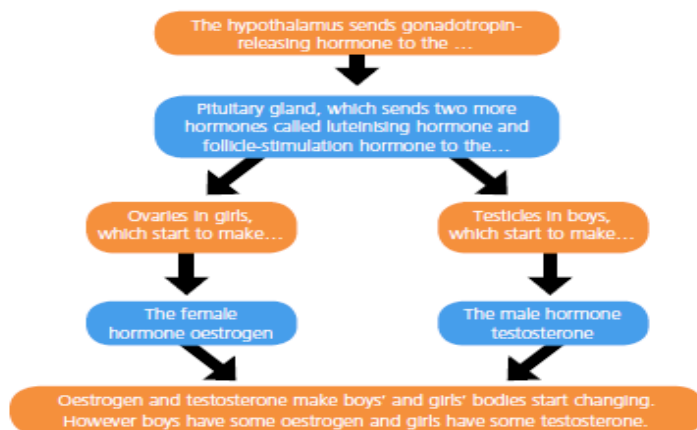 The hypothalamus sends gonadotropin-
releasing hormone to the ...
Pituitary gland, which sends two more
hormones called luteinising hormone and
follicle-stimulation hormone to the...
Ovaries in girls,
which start to make...
Testicles in boys,
which start to make...
The female
hormone oestrogen
The male hormone
testosterone
Oestrogen and testosterone make boys' and girls' bodies start changing.
However boys have some oestrogen and girls have some testosterone.